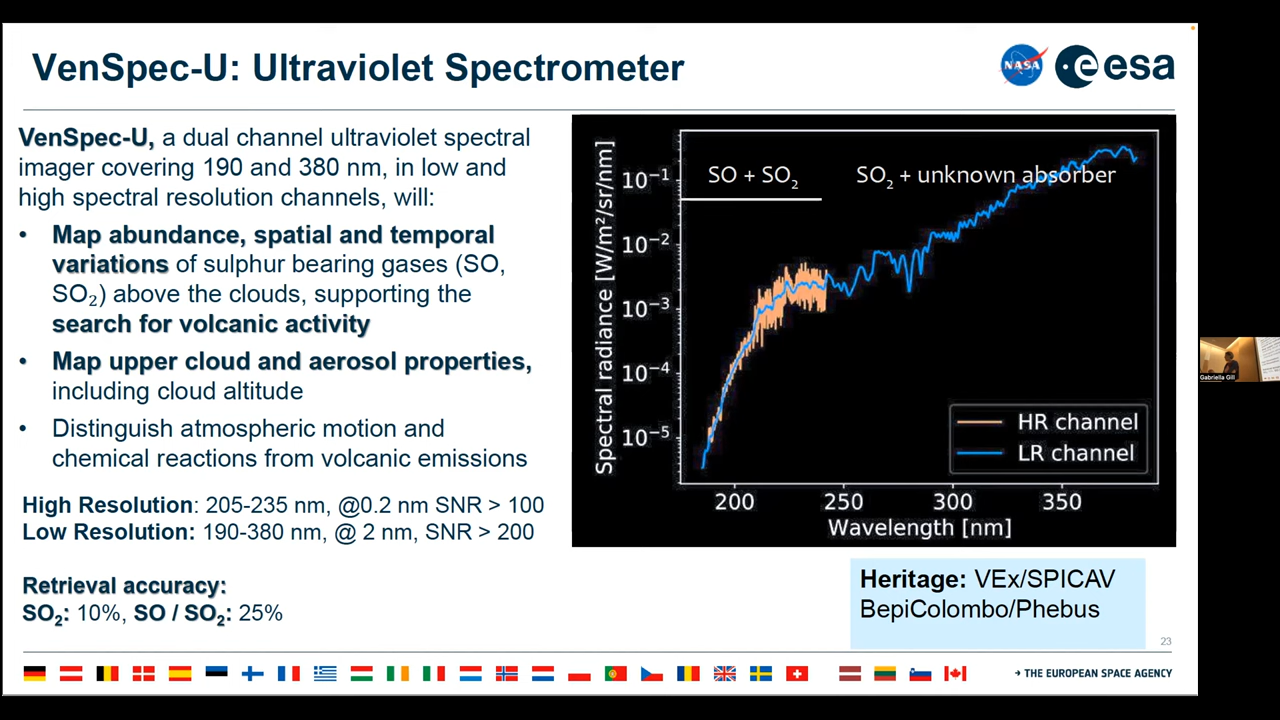 VenSpec-U: Ultraviolet Spectrometer
NASA
esa
VenSpec-U, a dual channel ultraviolet spectral
imager covering 190 and 380 nm, in low and
high spectral resolution channels, will:
• Map abundance, spatial and temporal
variations of sulphur bearing gases (SO,
SO₂) above the clouds, supporting the
search for volcanic activity
• Map upper cloud and aerosol properties,
including cloud altitude
• Distinguish atmospheric motion and
chemical reactions from volcanic emissions
High Resolution: 205-235 nm, @0.2 nm SNR > 100
Low Resolution: 190-380 nm, @ 2 nm, SNR > 200
Retrieval accuracy:
SO₂: 10%, SO / SO₂: 25%
Spectral radiance [W/m²/sr/nm]
10⁻¹
10⁻²
10⁻³
10⁻⁴
10⁻⁵
SO + SO₂
SO₂ + unknown absorber
HR channel
LR channel
200 250 300 350
Wavelength [nm]
Heritage: VEx/SPICAV
BepiColombo/Phebus
23
→ THE EUROPEAN SPACE AGENCY
Gabriella Gill